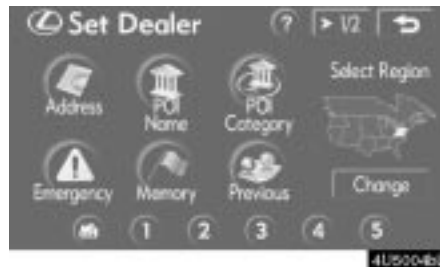 Set Dealer ? > 1/2
Select Region
Address POI Name POI Category
Emergency Memory Previous
Change
1 2 3 4 5
4U5004bu